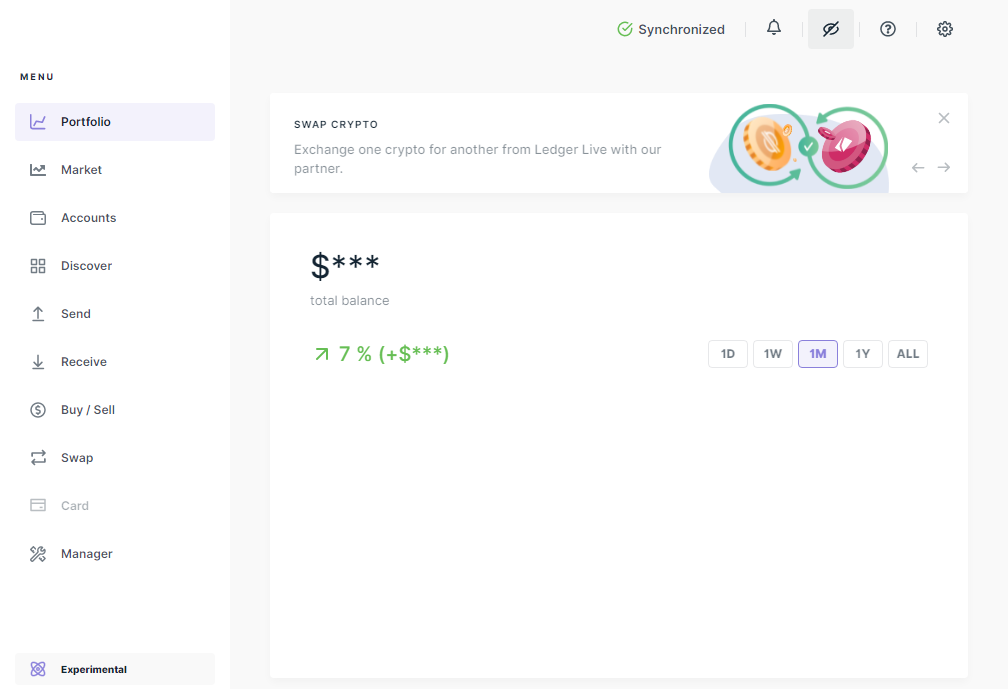 Synchronized
MENU
Portfolio
Market
Accounts
Discover
Send
Receive
Buy / Sell
Swap
Card
Manager
Experimental
SWAP CRYPTO
Exchange one crypto for another from Ledger Live with our
partner.
$***
total balance
7 % (+$***)
1D 1W 1M 1Y ALL